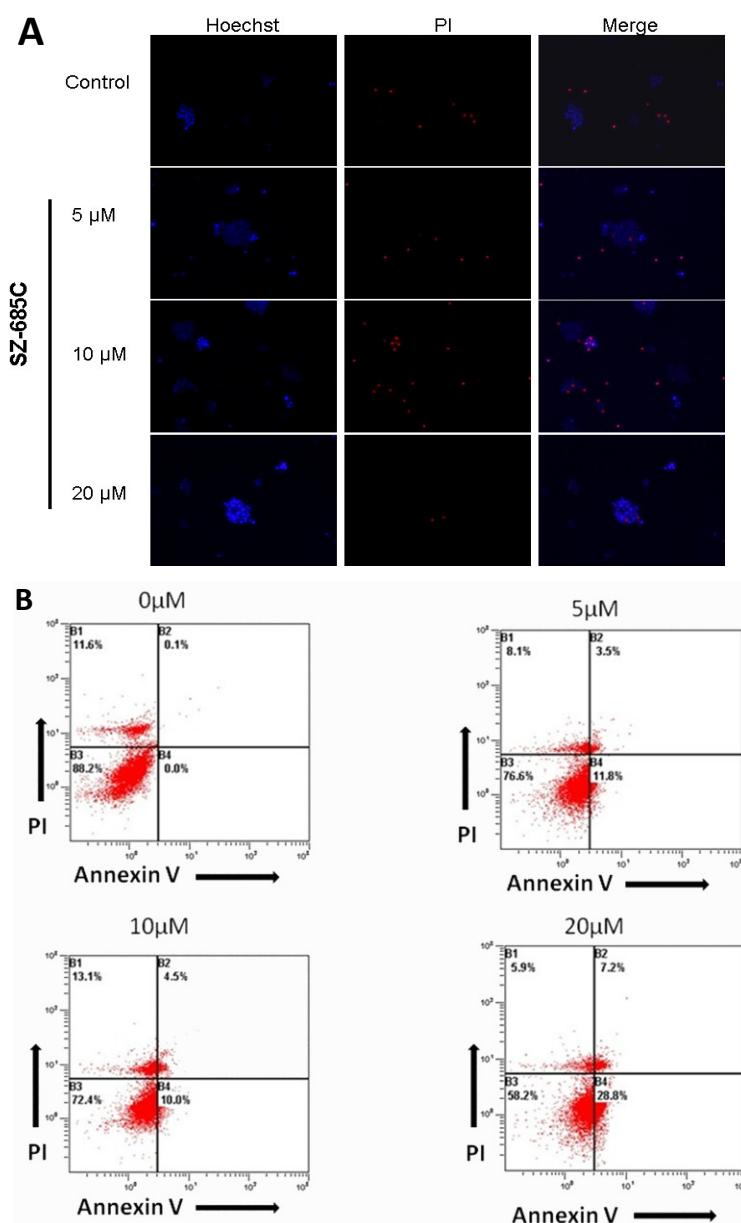 A
Hoechst PI Merge
Control
5 µM
10 µM
20 µM
SZ-685C
B
0µM
B1
11.6%
B2
0.1%
B3
88.2%
B4
0.0%
PI
Annexin V
5µM
B1
8.1%
B2
3.5%
B3
76.6%
B4
11.8%
PI
Annexin V
10µM
B1
13.1%
B2
4.5%
B3
72.4%
B4
10.0%
PI
Annexin V
20µM
B1
5.9%
B2
7.2%
B3
58.2%
B4
28.8%
PI
Annexin V